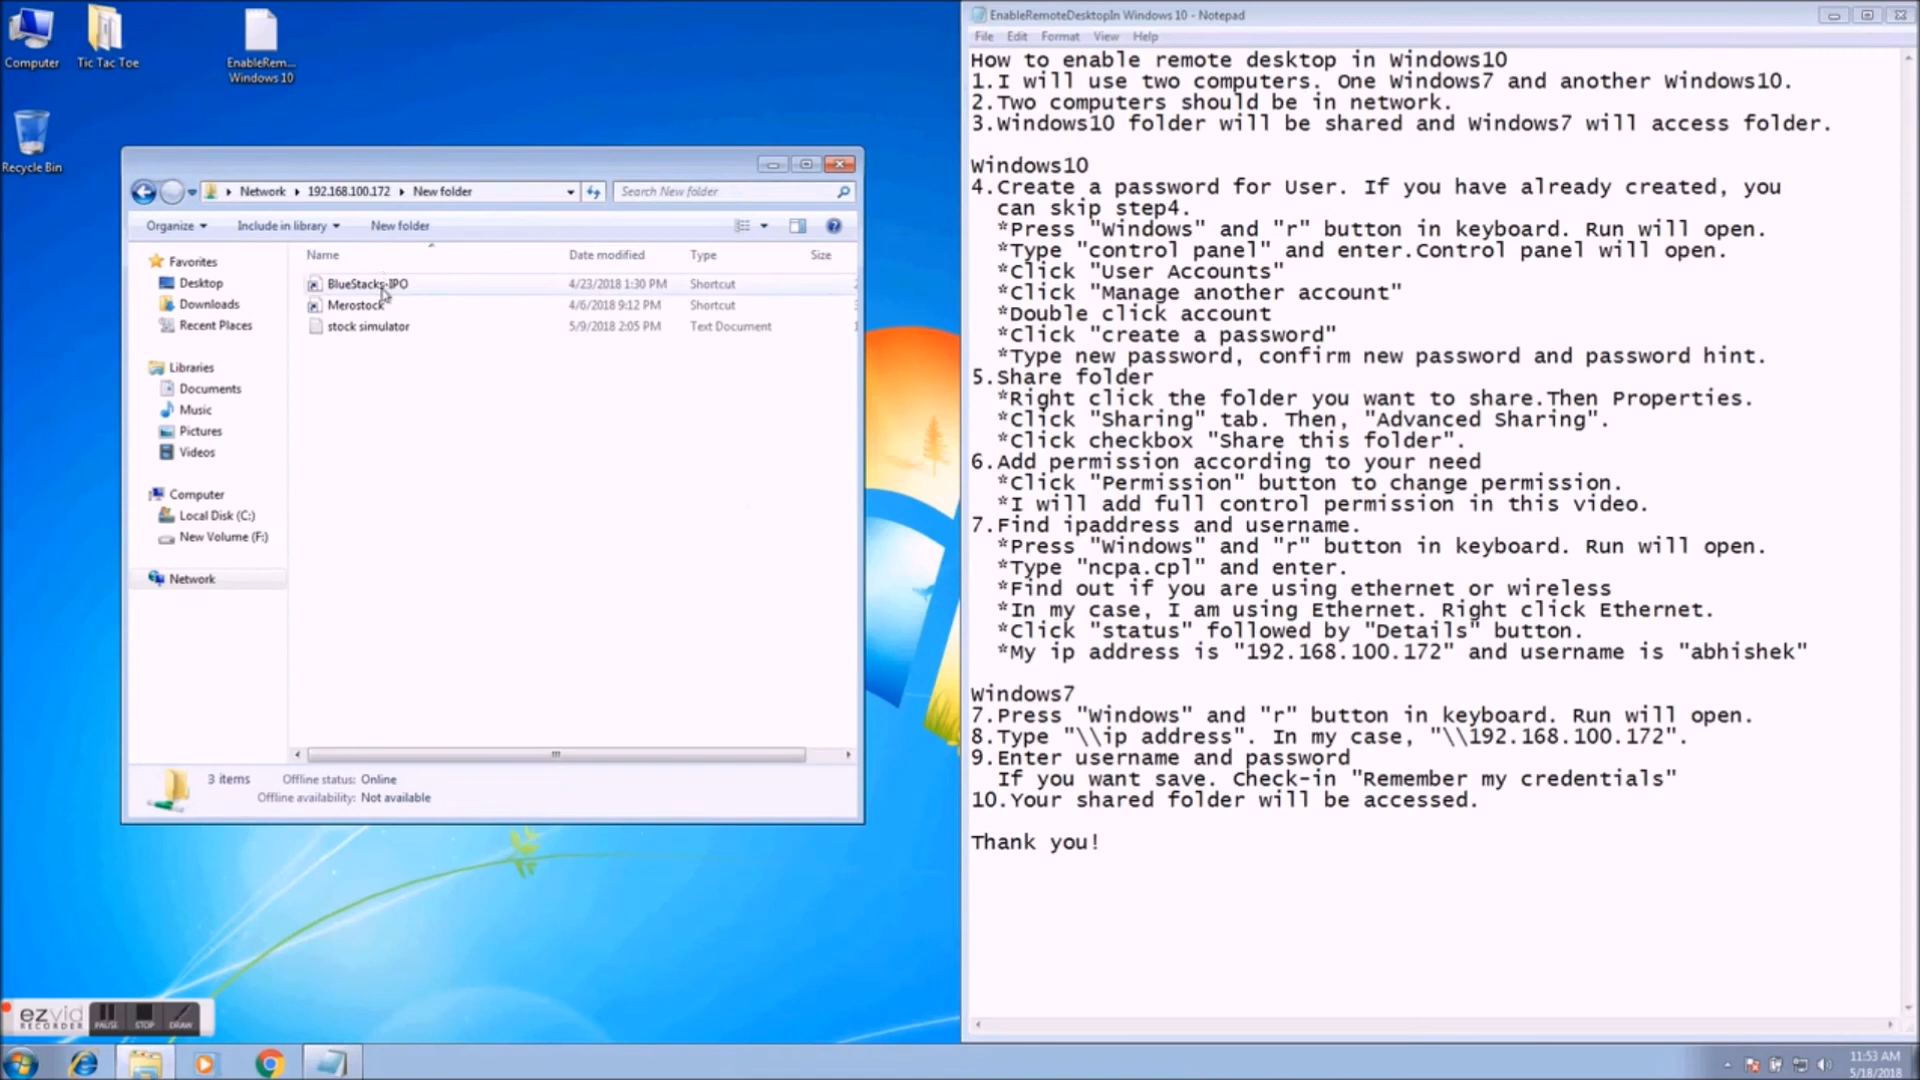 Computer
Tic Tac Toe
EnableRem...
Windows 10
Recycle Bin
Network
192.168.100.172
New folder
Search New folder
Organize
Include in library
New folder
Name
Date modified
Type
Size
Favorites
Desktop
Downloads
Recent Places
Libraries
Documents
Music
Pictures
Videos
Computer
Local Disk (C:)
New Volume (F:)
Network
BlueStacks-IPO 4/23/2018 1:30 PM Shortcut
Merostock 4/6/2018 9:12 PM Shortcut
stock simulator 5/9/2018 2:05 PM Text Document
3 items Offline status: Online
Offline availability: Not available
ezvid
RECORDER
PAUSE
STOP
DRAW
EnableRemoteDesktopIn Windows 10 - Notepad
File Edit Format View Help
How to enable remote desktop in Windows10
1.I will use two computers. One Windows7 and another Windows10.
2.Two computers should be in network.
3.Windows10 folder will be shared and Windows7 will access folder.
Windows10
4.Create a password for User. If you have already created, you
can skip step4.
*Press "Windows" and "r" button in keyboard. Run will open.
*Type "control panel" and enter.Control panel will open.
*Click "User Accounts"
*Click "Manage another account"
*Double click account
*Click "create a password"
*Type new password, confirm new password and password hint.
5.Share folder
*Right click the folder you want to share.Then Properties.
*Click "Sharing" tab. Then, "Advanced Sharing".
*Click checkbox "Share this folder".
6.Add permission according to your need
*Click "Permission" button to change permission.
*I will add full control permission in this video.
7.Find ipaddress and username.
*Press "Windows" and "r" button in keyboard. Run will open.
*Type "ncpa.cpl" and enter.
*Find out if you are using ethernet or wireless
*In my case, I am using Ethernet. Right click Ethernet.
*Click "status" followed by "Details" button.
*My ip address is "192.168.100.172" and username is "abhishek"
Windows7
7.Press "Windows" and "r" button in keyboard. Run will open.
8.Type "\\ip address". In my case, "\\192.168.100.172".
9.Enter username and password
If you want save. Check-in "Remember my credentials"
10.Your shared folder will be accessed.
Thank you!
11:53 AM
5/18/2018